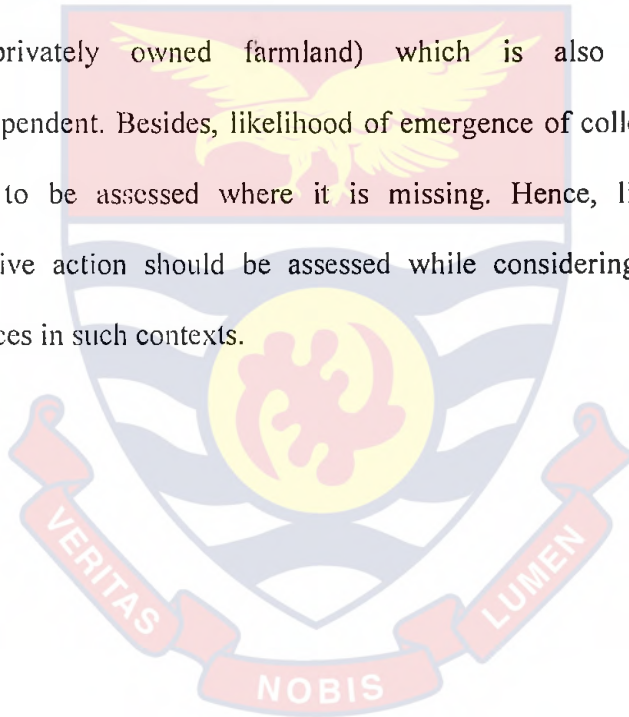 privately owned farmland) which is also
pendent. Besides, likelihood of emergence of coll
to be assessed where it is missing. Hence, li
ive action should be assessed while considering
ces in such contexts.
VERITAS
NOBIS
LUMEN